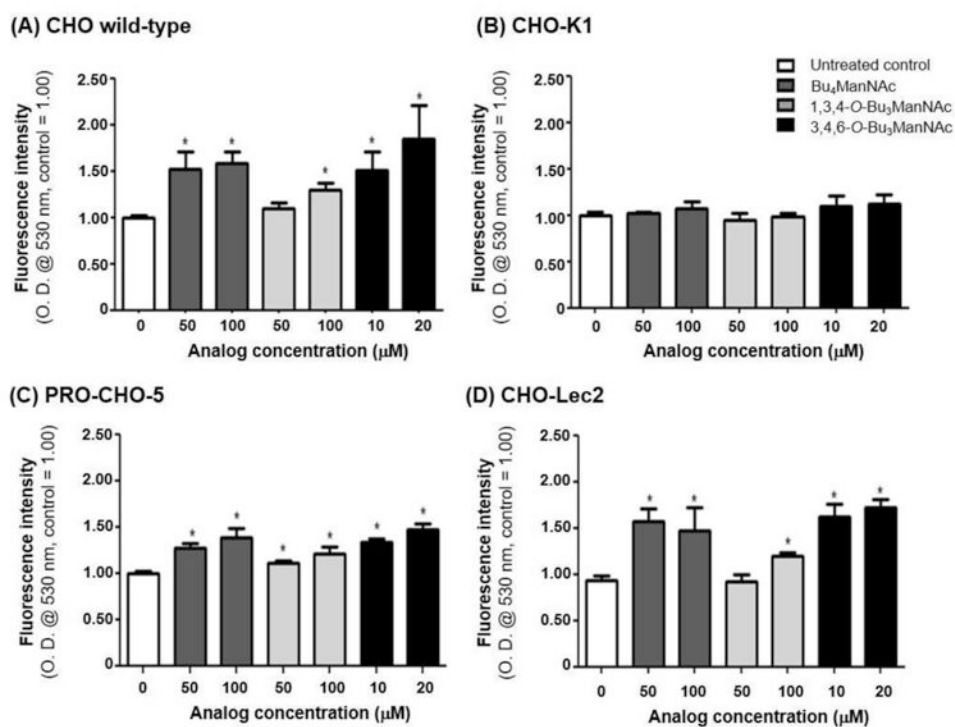 (A) CHO wild-type
Fluorescence intensity
(O. D. @ 530 nm, control = 1.00)
2.50
2.00
1.50
1.00
0.50
0
* * * * *
0 50 100 50 100 10 20
Analog concentration (μM)
(B) CHO-K1
Untreated control
Bu₄ManNAc
1,3,4-O-Bu₃ManNAc
3,4,6-O-Bu₃ManNAc
Fluorescence intensity
(O. D. @ 530 nm, control = 1.00)
2.50
2.00
1.50
1.00
0.50
0
0 50 100 50 100 10 20
Analog concentration (μM)
(C) PRO-CHO-5
Fluorescence intensity
(O. D. @ 530 nm, control = 1.00)
2.50
2.00
1.50
1.00
0.50
0
* * * * * *
0 50 100 50 100 10 20
Analog concentration (μM)
(D) CHO-Lec2
Fluorescence intensity
(O. D. @ 530 nm, control = 1.00)
2.50
2.00
1.50
1.00
0.50
0
* * * * *
0 50 100 50 100 10 20
Analog concentration (μM)